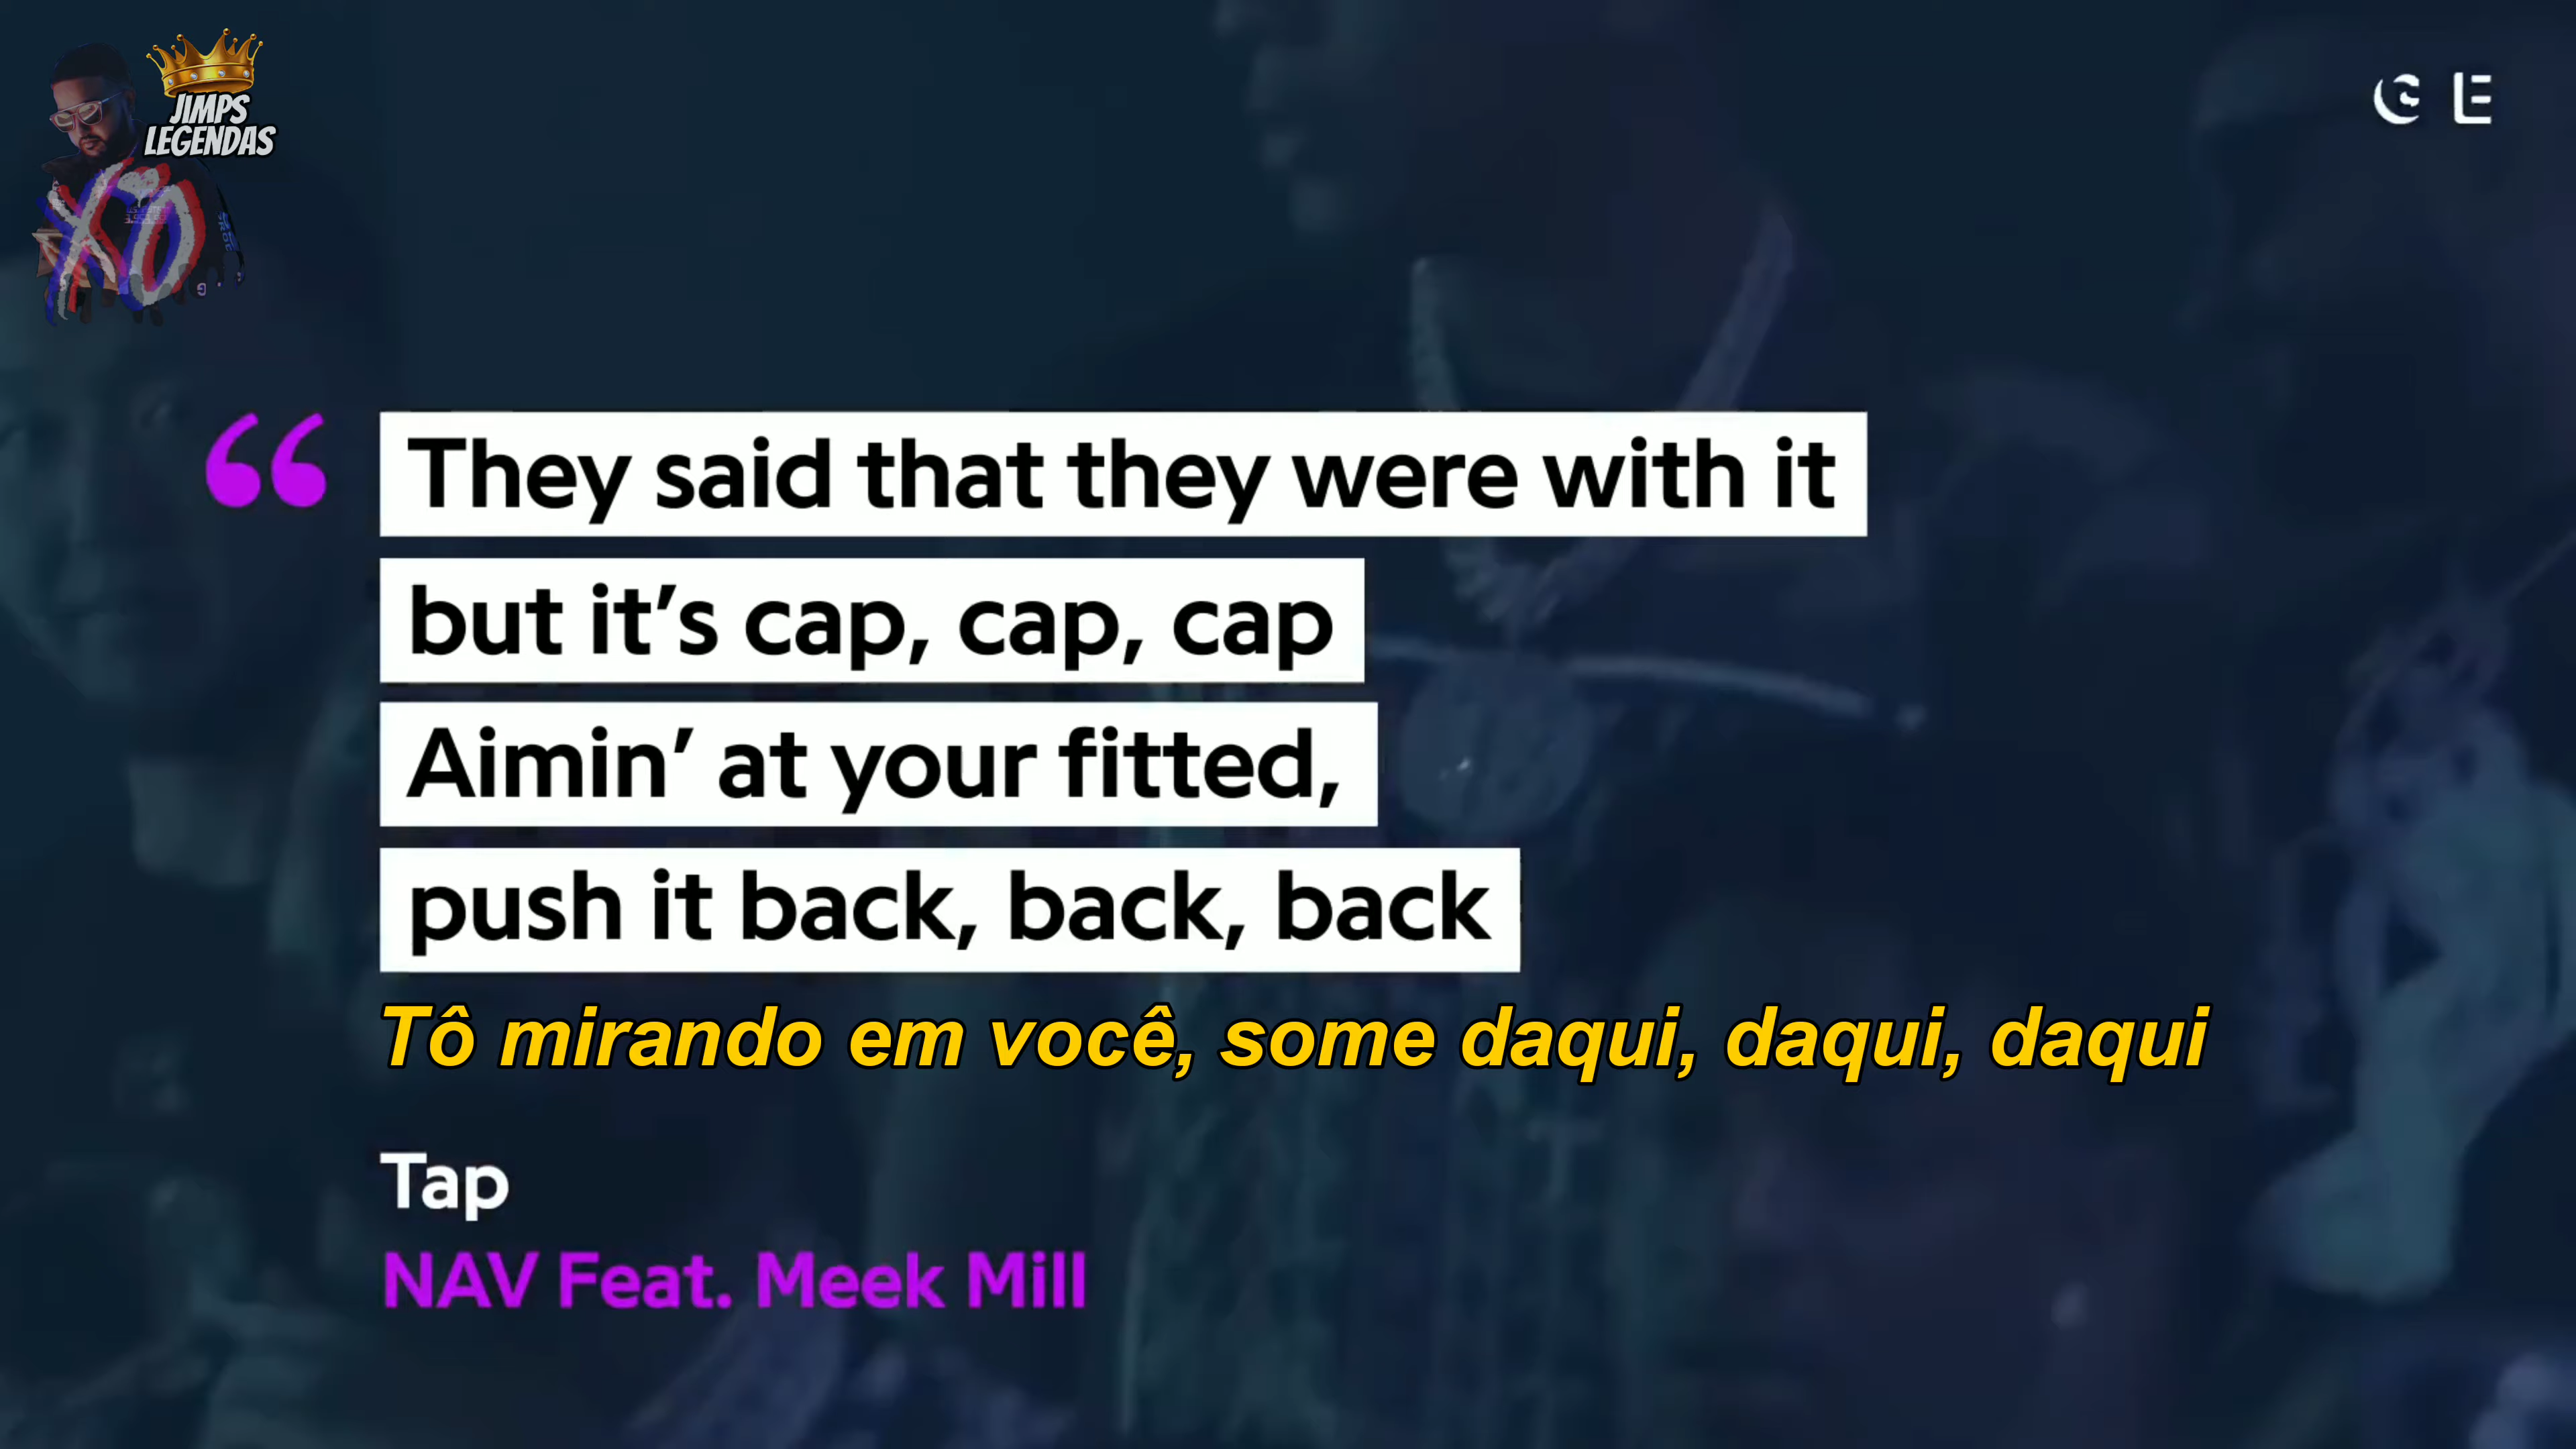 JIMPS
LEGENDAS
XO
G E
“ They said that they were with it
but it’s cap, cap, cap
Aimin’ at your fitted,
push it back, back, back
Tô mirando em você, some daqui, daqui, daqui
Tap
NAV Feat. Meek Mill